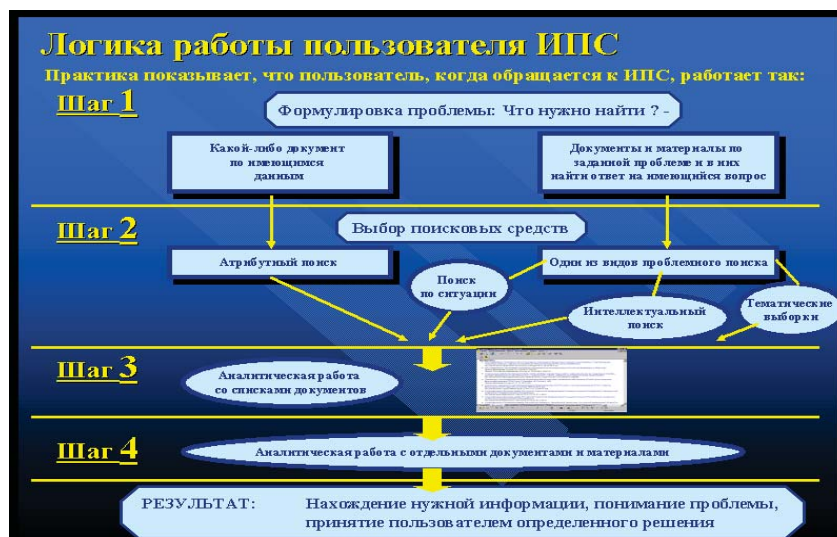 Логика работы пользователя ИПС
Практика показывает, что пользователь, когда обращается к ИПС, работает так:
Шаг 1
Формулировка проблемы: Что нужно найти ? -
Какой-либо документ
по имеющимся
данным
Документы и материалы по
заданной проблеме и в них
найти ответ на имеющийся вопрос
Шаг 2
Выбор поисковых средств
Атрибутный поиск
Один из видов проблемного поиска
Поиск
по ситуации
Интеллектуальный
поиск
Тематические
выборки
Шаг 3
Аналитическая работа
со списками документов
Шаг 4
Аналитическая работа с отдельными документами и материалами
РЕЗУЛЬТАТ: Нахождение нужной информации, понимание проблемы,
принятие пользователем определенного решения